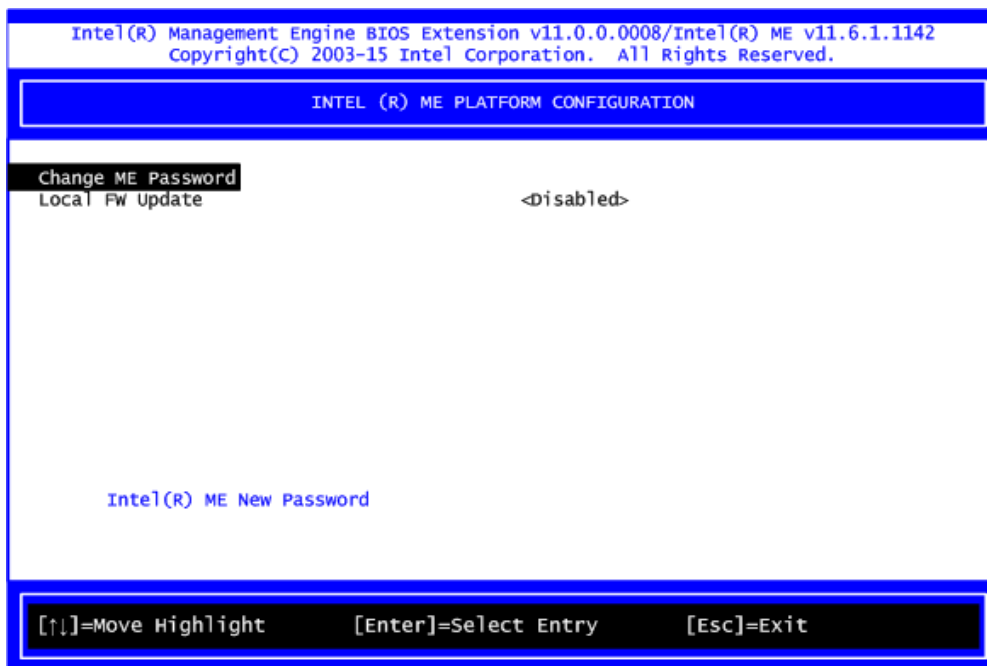 Intel(R) Management Engine BIOS Extension v11.0.0.0008/Intel(R) ME v11.6.1.1142
Copyright(C) 2003-15 Intel Corporation. All Rights Reserved.
INTEL (R) ME PLATFORM CONFIGURATION
Change ME Password
Local FW Update <Disabled>
Intel(R) ME New Password
[↑↓]=Move Highlight [Enter]=Select Entry [Esc]=Exit